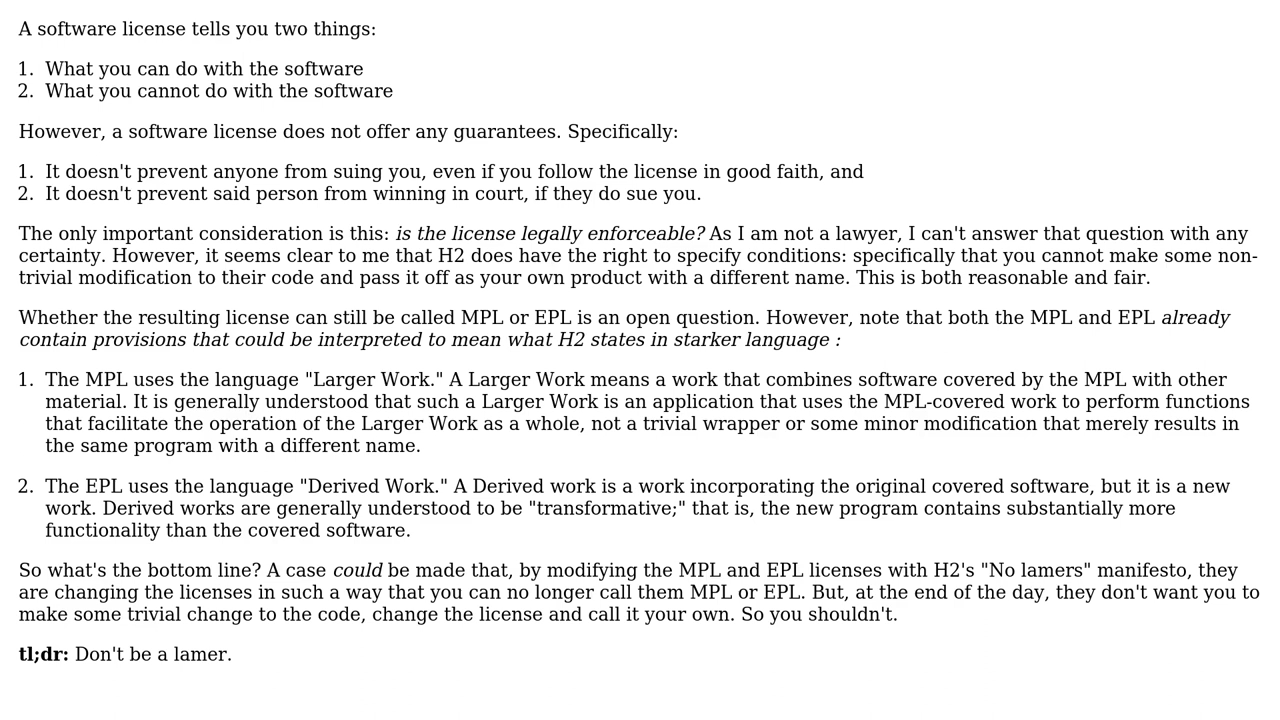 A software license tells you two things:
1. What you can do with the software
2. What you cannot do with the software
However, a software license does not offer any guarantees. Specifically:
1. It doesn't prevent anyone from suing you, even if you follow the license in good faith, and
2. It doesn't prevent said person from winning in court, if they do sue you.
The only important consideration is this: is the license legally enforceable? As I am not a lawyer, I can't answer that question with any
certainty. However, it seems clear to me that H2 does have the right to specify conditions: specifically that you cannot make some non-
trivial modification to their code and pass it off as your own product with a different name. This is both reasonable and fair.
Whether the resulting license can still be called MPL or EPL is an open question. However, note that both the MPL and EPL already
contain provisions that could be interpreted to mean what H2 states in starker language :
1. The MPL uses the language "Larger Work." A Larger Work means a work that combines software covered by the MPL with other
material. It is generally understood that such a Larger Work is an application that uses the MPL-covered work to perform functions
that facilitate the operation of the Larger Work as a whole, not a trivial wrapper or some minor modification that merely results in
the same program with a different name.
2. The EPL uses the language "Derived Work." A Derived work is a work incorporating the original covered software, but it is a new
work. Derived works are generally understood to be "transformative;" that is, the new program contains substantially more
functionality than the covered software.
So what's the bottom line? A case could be made that, by modifying the MPL and EPL licenses with H2's "No lamers" manifesto, they
are changing the licenses in such a way that you can no longer call them MPL or EPL. But, at the end of the day, they don't want you to
make some trivial change to the code, change the license and call it your own. So you shouldn't.
tl;dr: Don't be a lamer.